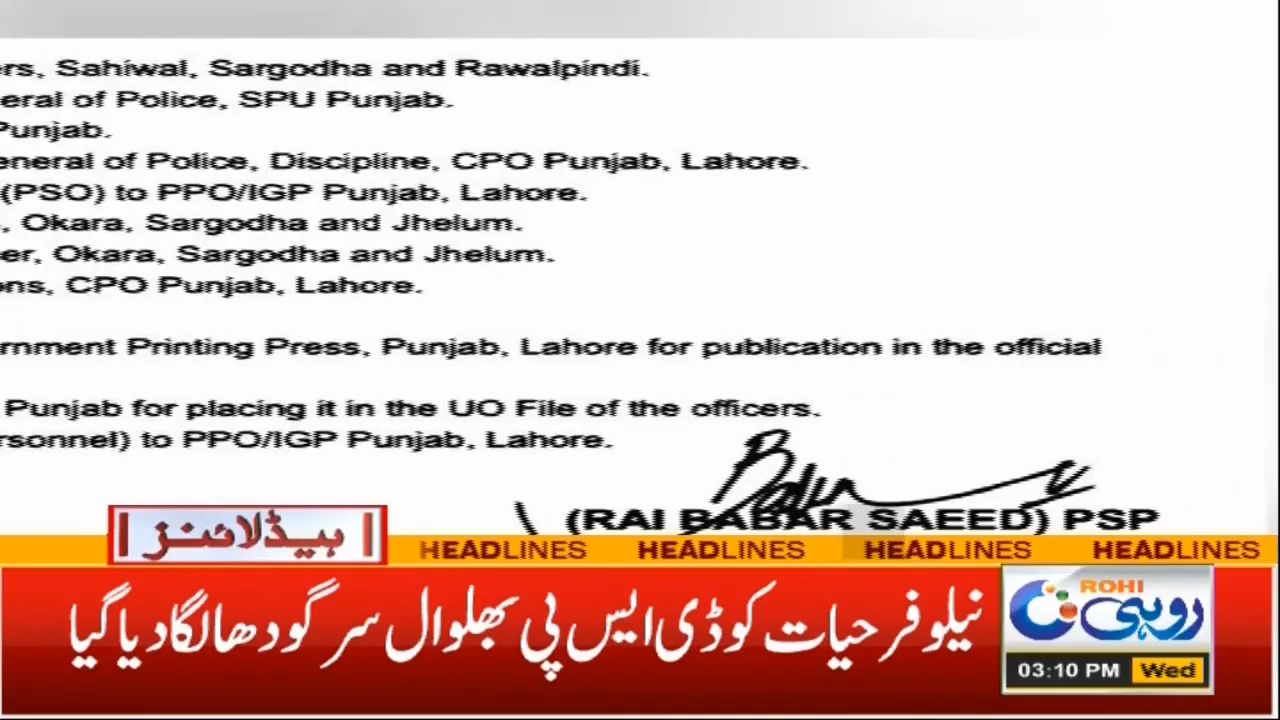 ers, Sahiwal, Sargodha and Rawalpindi.
eral of Police, SPU Punjab.
Punjab.
eneral of Police, Discipline, CPO Punjab, Lahore.
(PSO) to PPO/IGP Punjab, Lahore.
, Okara, Sargodha and Jhelum.
er, Okara, Sargodha and Jhelum.
ons, CPO Punjab, Lahore.
rnment Printing Press, Punjab, Lahore for publication in the official
Punjab for placing it in the UO File of the officers.
rsonnel) to PPO/IGP Punjab, Lahore.
(RAI BABAR SAEED) PSP
ہیڈلائنز
HEADLINES HEADLINES HEADLINES HEADLINES
نیلوفر حیات کو ڈی ایس پی بھلوال سرگودھا لگا دیا گیا
ROHI
روہی
03:10 PM Wed